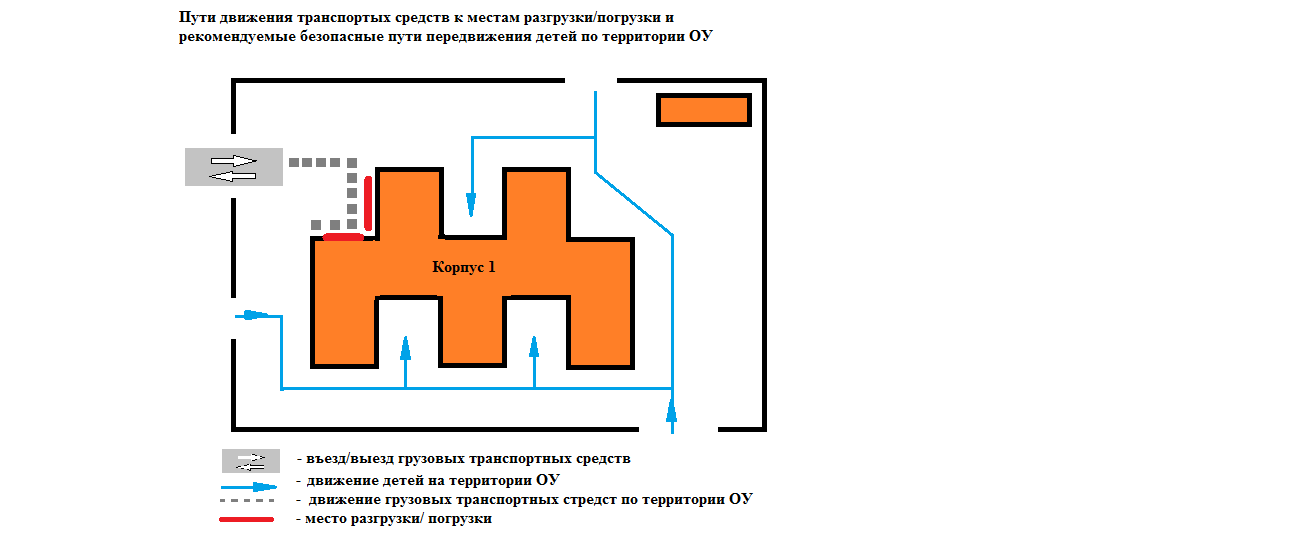 Пути движения транспортых средств к местам разгрузки/погрузки и
рекомендуемые безопасные пути передвижения детей по территории ОУ
Корпус 1
- въезд/выезд грузовых транспортных средств
- движение детей на территории ОУ
- движение грузовых транспортных стредст по территории ОУ
- место разгрузки/ погрузки